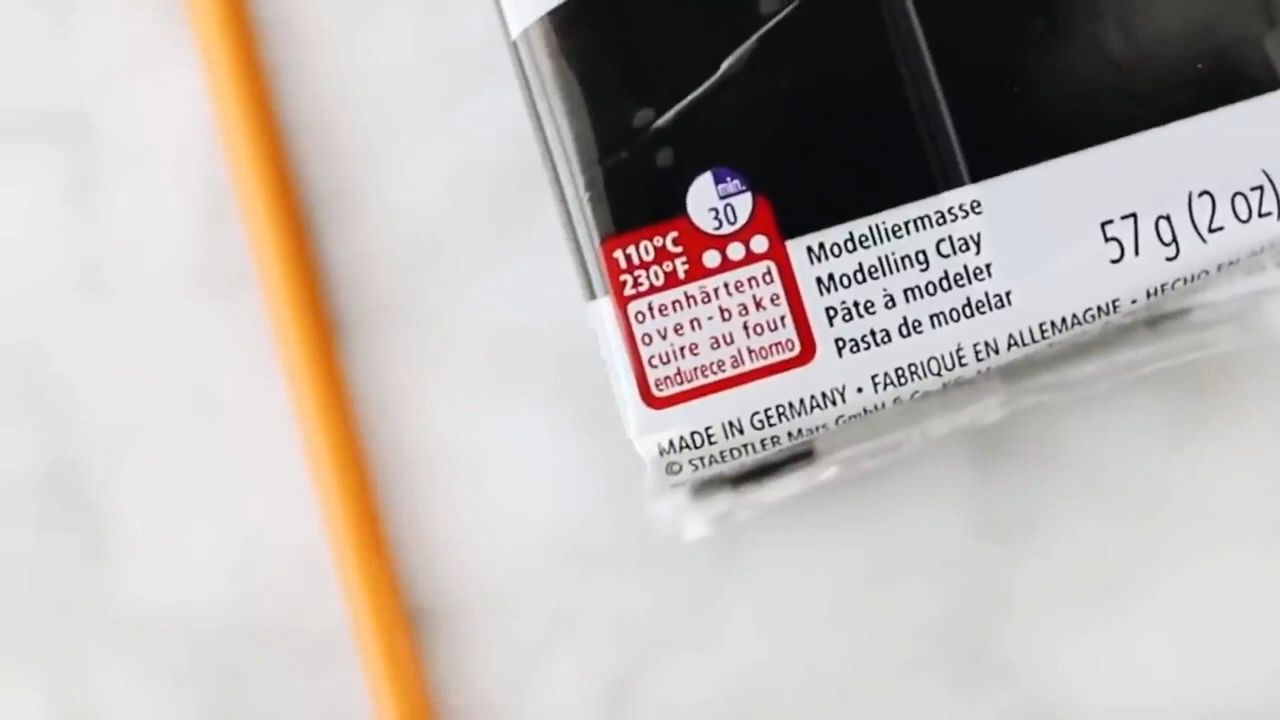 min.
30
110°C
230°F
ofenhärtend
oven-bake
cuire au four
endurece al horno
Modelliermasse
Modelling Clay
Pâte à modeler
Pasta de modelar
57 g (2 oz)
MADE IN GERMANY • FABRIQUÉ EN ALLEMAGNE • HECHO EN
© STAEDTLER Mars GmbH & Co.